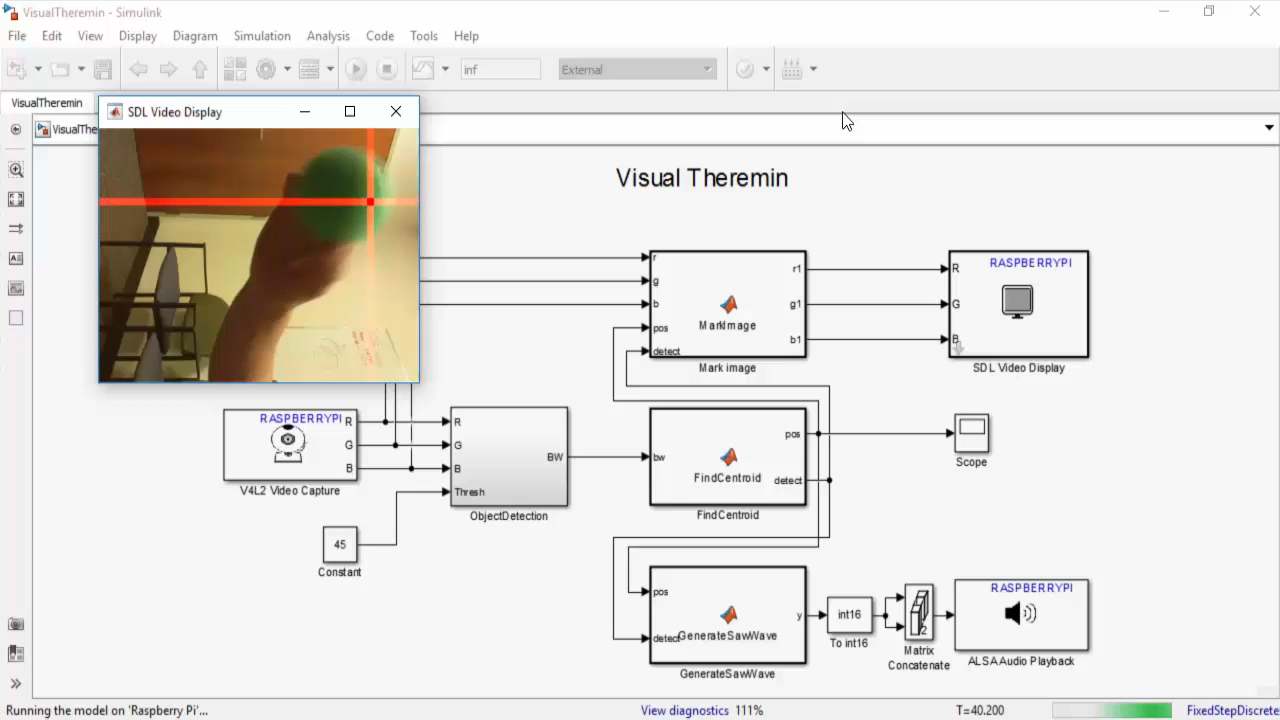 VisualTheremin - Simulink
File Edit View Display Diagram Simulation Analysis Code Tools Help
inf
External
VisualTheremin
SDL Video Display
VisualThe
Visual Theremin
r
g
b
pos
detect
MarkImage
r1
g1
b1
Mark image
RASPBERRYPI
R
G
B
SDL Video Display
RASPBERRYPI
R
G
B
V4L2 Video Capture
R
G
B
Thresh
BW
ObjectDetection
45
Constant
bw
FindCentroid
pos
detect
FindCentroid
Scope
pos
detect
GenerateSawWave
y
GenerateSawWave
int16
To int16
2
Matrix
Concatenate
RASPBERRYPI
ALSA Audio Playback
Running the model on 'Raspberry Pi'... View diagnostics 111% T=40.200 FixedStepDiscrete